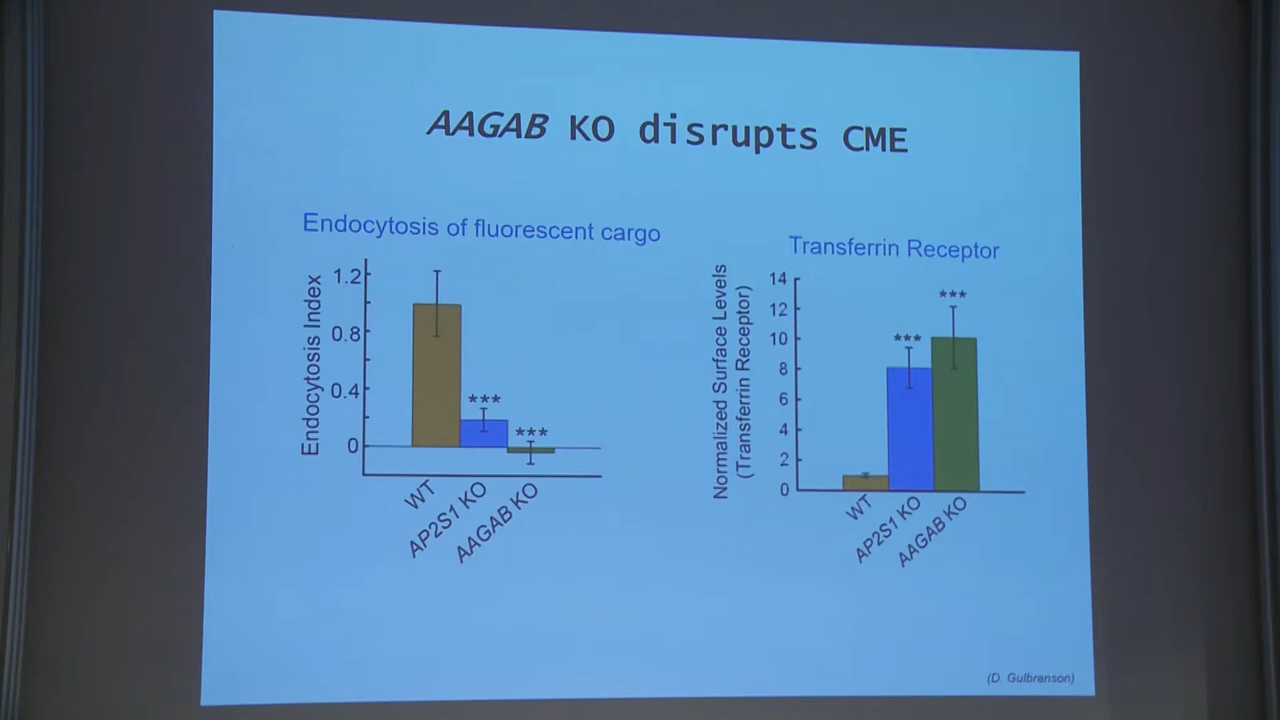 AAGAB KO disrupts CME
Endocytosis of fluorescent cargo
Endocytosis Index
1.2
0.8
0.4
0
***
***
WT
AP2S1 KO
AAGAB KO
Transferrin Receptor
Normalized Surface Levels
(Transferrin Receptor)
14
12
10
8
6
4
2
0
***
***
WT
AP2S1 KO
AAGAB KO
(D. Gulbranson)